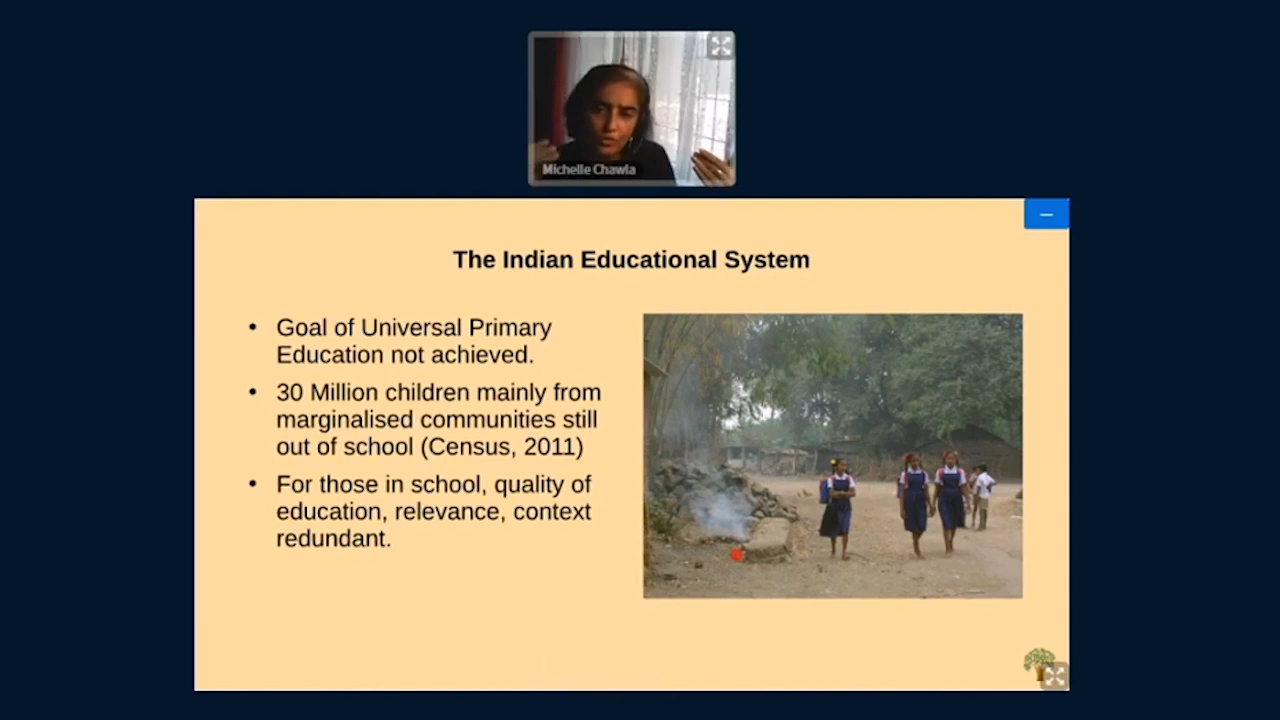 Michelle Chawla
The Indian Educational System
• Goal of Universal Primary
Education not achieved.
• 30 Million children mainly from
marginalised communities still
out of school (Census, 2011)
• For those in school, quality of
education, relevance, context
redundant.